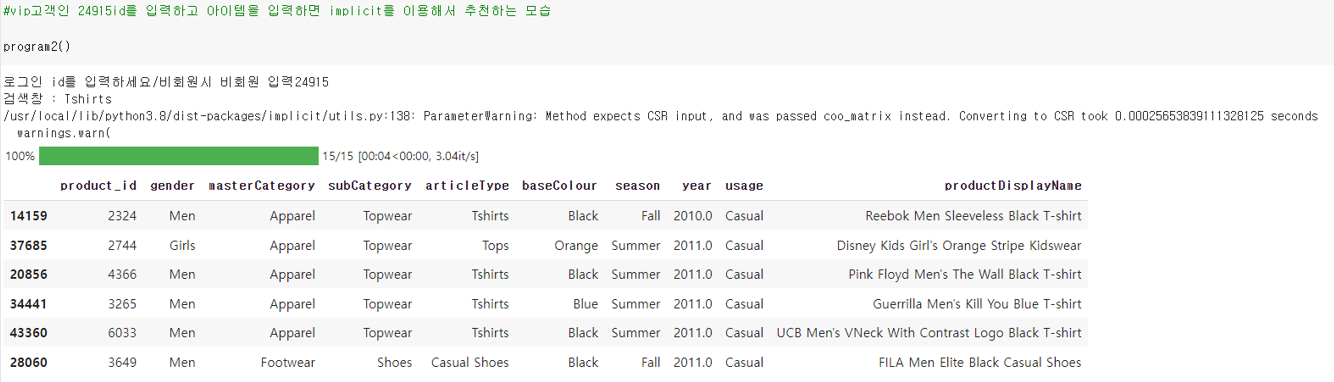 #vip고객인 24915id를 입력하고 아이템을 입력하면 implicit를 이용해서 추천하는 모습
program2()
로그인 id를 입력하세요/비회원시 비회원 입력24915
검색창 : Tshirts
/usr/local/lib/python3.8/dist-packages/implicit/utils.py:138: ParameterWarning: Method expects CSR input, and was passed coo_matrix instead. Converting to CSR took 0.00025653839111328125 seconds
warnings.warn(
100% 15/15 [00:04<00:00, 3.04it/s]
product_id gender masterCategory subCategory articleType baseColour season year usage productDisplayName
14159 2324 Men Apparel Topwear Tshirts Black Fall 2010.0 Casual Reebok Men Sleeveless Black T-shirt
37685 2744 Girls Apparel Topwear Tops Orange Summer 2011.0 Casual Disney Kids Girl's Orange Stripe Kidswear
20856 4366 Men Apparel Topwear Tshirts Black Summer 2011.0 Casual Pink Floyd Men's The Wall Black T-shirt
34441 3265 Men Apparel Topwear Tshirts Blue Summer 2011.0 Casual Guerrilla Men's Kill You Blue T-shirt
43360 6033 Men Apparel Topwear Tshirts Black Summer 2011.0 Casual UCB Men's VNeck With Contrast Logo Black T-shirt
28060 3649 Men Footwear Shoes Casual Shoes Black Fall 2011.0 Casual FILA Men Elite Black Casual Shoes